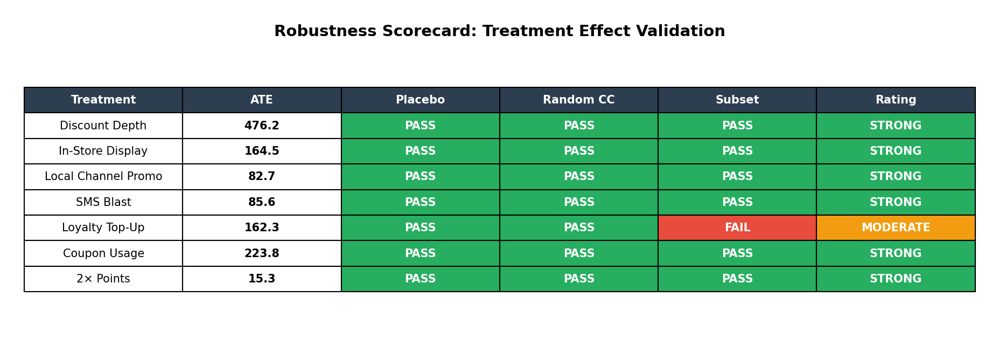 Robustness Scorecard: Treatment Effect Validation
Treatment ATE Placebo Random CC Subset Rating
Discount Depth 476.2 PASS PASS PASS STRONG
In-Store Display 164.5 PASS PASS PASS STRONG
Local Channel Promo 82.7 PASS PASS PASS STRONG
SMS Blast 85.6 PASS PASS PASS STRONG
Loyalty Top-Up 162.3 PASS PASS FAIL MODERATE
Coupon Usage 223.8 PASS PASS PASS STRONG
2× Points 15.3 PASS PASS PASS STRONG